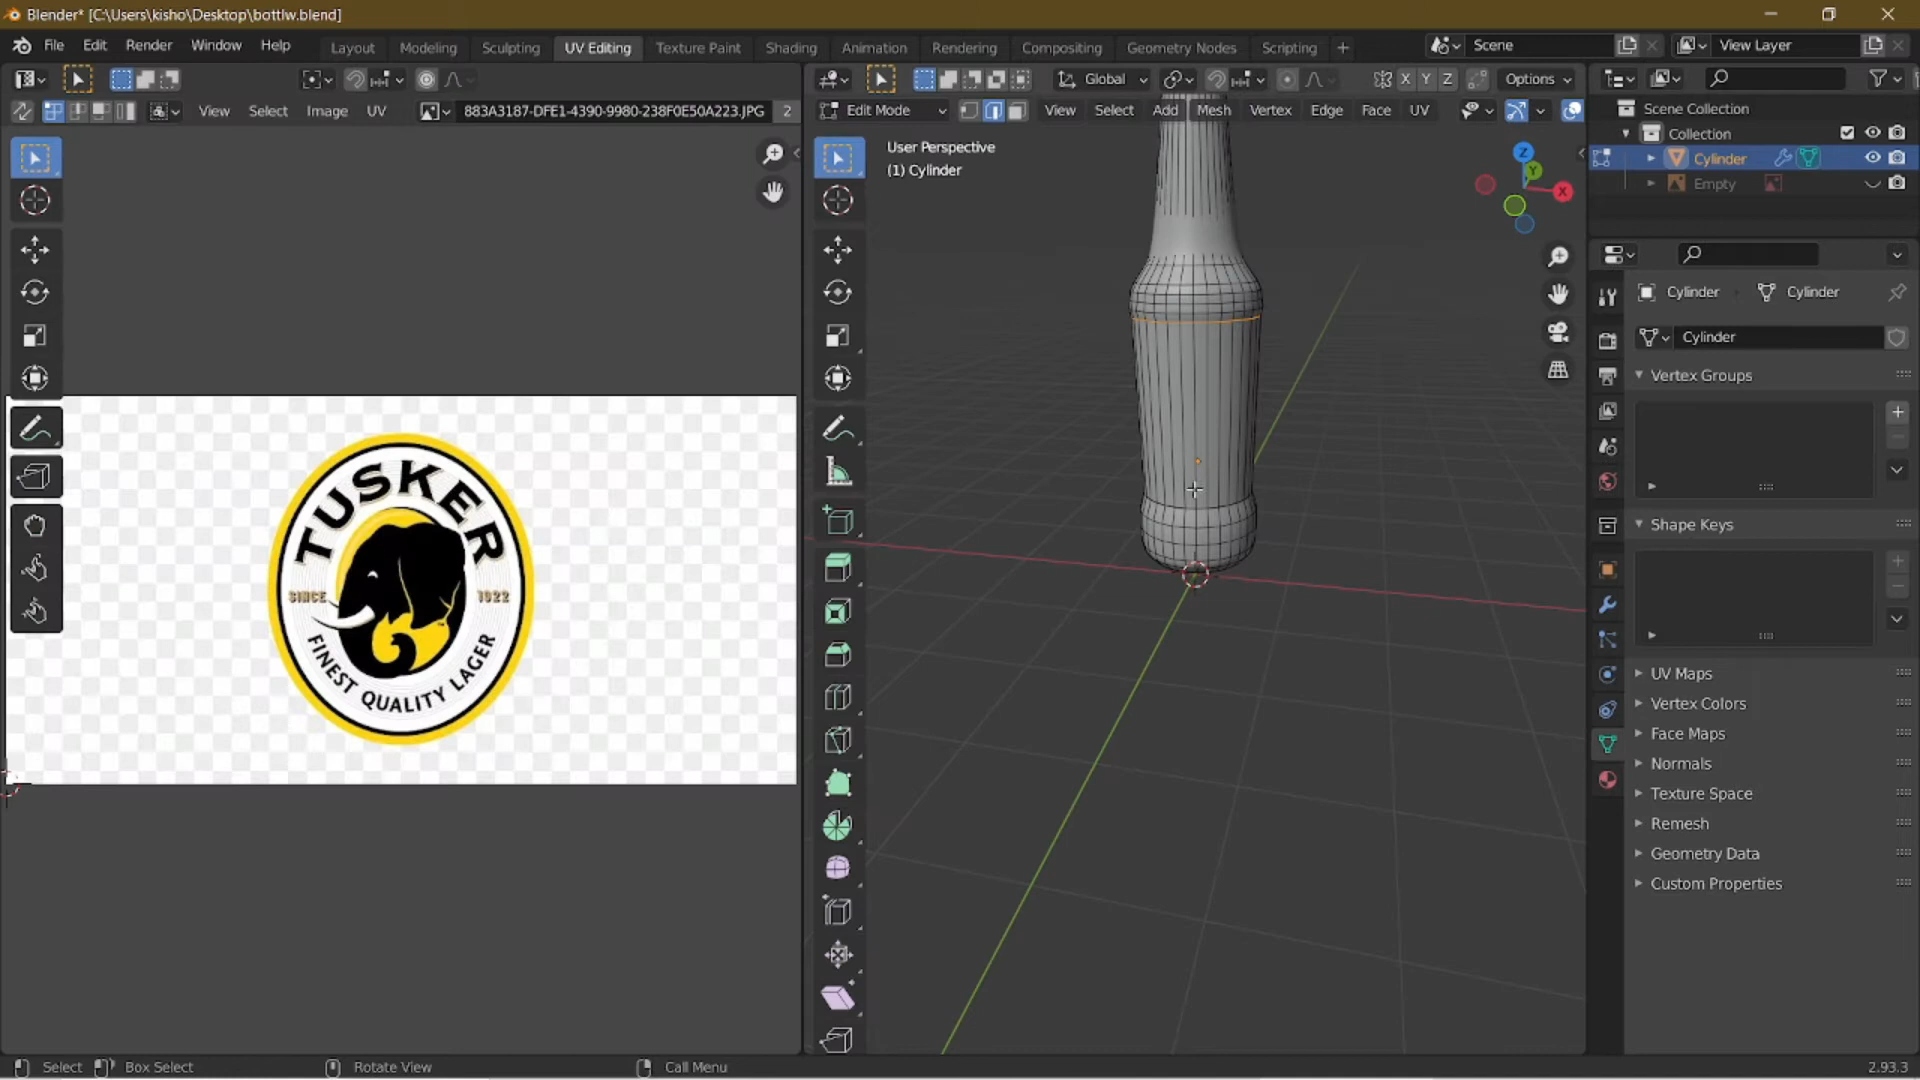 Blender* [C:\Users\kisho\Desktop\bottlw.blend]
File Edit Render Window Help Layout Modeling Sculpting UV Editing Texture Paint Shading Animation Rendering Compositing Geometry Nodes Scripting + Scene View Layer
Global X Y Z Options
View Select Image UV 883A3187-DFE1-4390-9980-238F0E50A223.JPG 2 Edit Mode View Select Add Mesh Vertex Edge Face UV
User Perspective
(1) Cylinder
Z
Y
X
Scene Collection
Collection
Cylinder
Empty
Cylinder Cylinder
Cylinder
Vertex Groups
Shape Keys
UV Maps
Vertex Colors
Face Maps
Normals
Texture Space
Remesh
Geometry Data
Custom Properties
TUSKER
SINCE 1922
FINEST QUALITY LAGER
Select Box Select Rotate View Call Menu 2.93.3